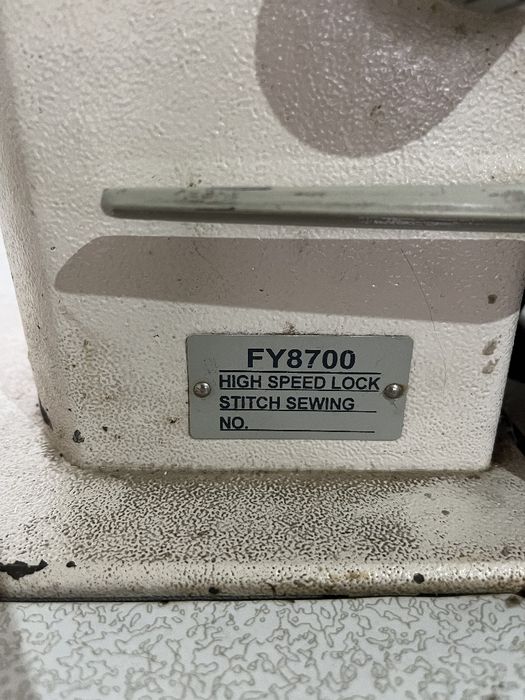 FY8700
HIGH SPEED LOCK
STITCH SEWING
NO.